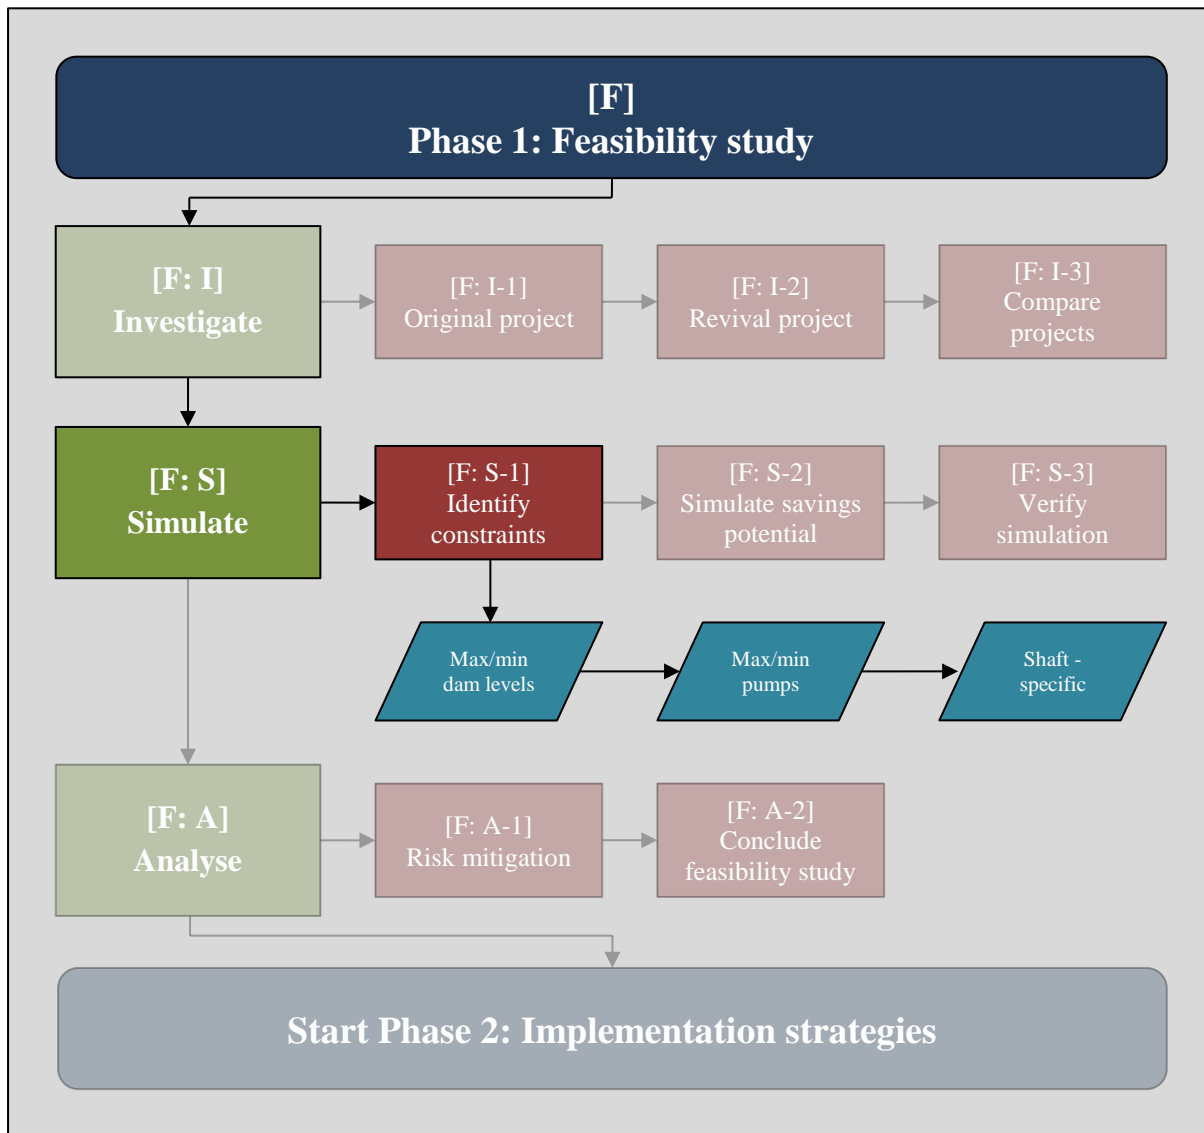 [F]
Phase 1: Feasibility study
[F: I]
Investigate
[F: I-1]
Original project
[F: I-2]
Revival project
[F: I-3]
Compare
projects
[F: S]
Simulate
[F: S-1]
Identify
constraints
[F: S-2]
Simulate savings
potential
[F: S-3]
Verify
simulation
Max/min
dam levels
Max/min
pumps
Shaft -
specific
[F: A]
Analyse
[F: A-1]
Risk mitigation
[F: A-2]
Conclude
feasibility study
Start Phase 2: Implementation strategies